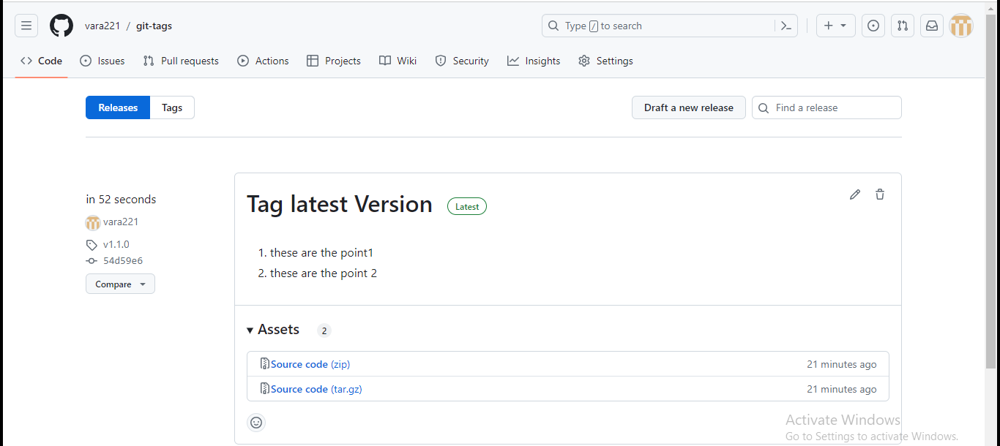 vara221 / git-tags
Type / to search
Code Issues Pull requests Actions Projects Wiki Security Insights Settings
Releases Tags
Draft a new release
Find a release
in 52 seconds
vara221
v1.1.0
54d59e6
Compare
Tag latest Version Latest
1. these are the point1
2. these are the point 2
Assets 2
Source code (zip) 21 minutes ago
Source code (tar.gz) 21 minutes ago
Activate Windows
Go to Settings to activate Windows.